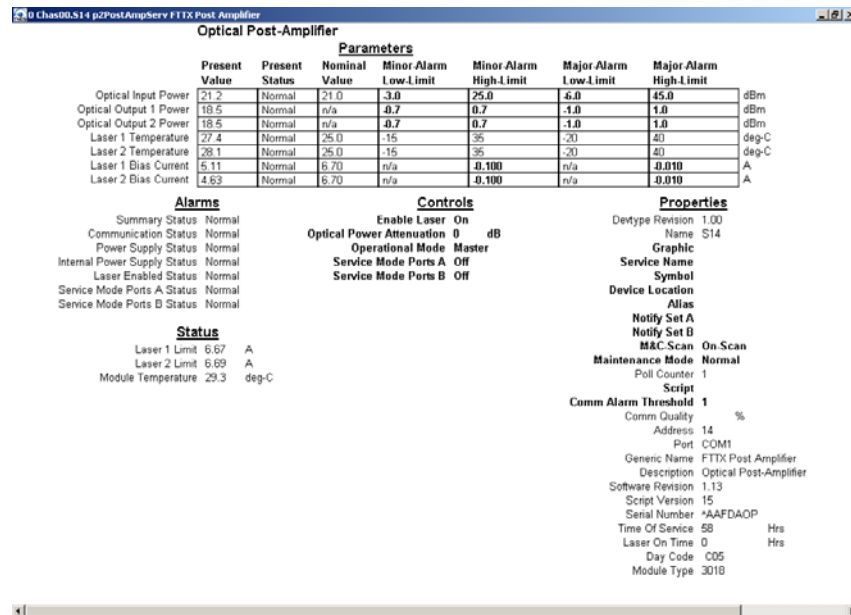 0 Chas00.S14 p2PostAmpServ FTTX Post Amplifier
Optical Post-Amplifier
Parameters
Present Value Present Status Nominal Value Minor-Alarm Low-Limit Minor-Alarm High-Limit Major-Alarm Low-Limit Major-Alarm High-Limit
Optical Input Power 21.2 Normal 21.0 -3.0 25.0 -6.0 45.0 dBm
Optical Output 1 Power 18.5 Normal n/a -0.7 0.7 -1.0 1.0 dBm
Optical Output 2 Power 18.5 Normal n/a -0.7 0.7 -1.0 1.0 dBm
Laser 1 Temperature 27.4 Normal 25.0 -15 35 -20 40 deg-C
Laser 2 Temperature 28.1 Normal 25.0 -15 35 -20 40 deg-C
Laser 1 Bias Current 5.11 Normal 6.70 n/a -0.100 n/a -0.010 A
Laser 2 Bias Current 4.63 Normal 6.70 n/a -0.100 n/a -0.010 A
Alarms
Summary Status Normal
Communication Status Normal
Power Supply Status Normal
Internal Power Supply Status Normal
Laser Enabled Status Normal
Service Mode Ports A Status Normal
Service Mode Ports B Status Normal
Status
Laser 1 Limit 6.67 A
Laser 2 Limit 6.69 A
Module Temperature 29.3 deg-C
Controls
Enable Laser On
Optical Power Attenuation 0 dB
Operational Mode Master
Service Mode Ports A Off
Service Mode Ports B Off
Properties
Devtype Revision 1.00
Name S14
Graphic
Service Name
Symbol
Device Location
Alias
Notify Set A
Notify Set B
M&C-Scan On-Scan
Maintenance Mode Normal
Poll Counter 1
Script
Comm Alarm Threshold 1
Comm Quality %
Address 14
Port COM1
Generic Name FTTX Post Amplifier
Description Optical Post-Amplifier
Software Revision 1.13
Script Version 15
Serial Number ^AAFDAOP
Time Of Service 58 Hrs
Laser On Time 0 Hrs
Day Code C05
Module Type 3018